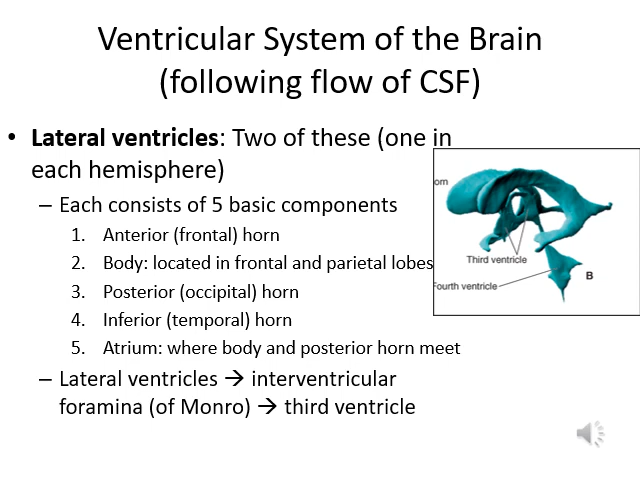 Ventricular System of the Brain
(following flow of CSF)
• Lateral ventricles: Two of these (one in
each hemisphere)
– Each consists of 5 basic components
1. Anterior (frontal) horn
2. Body: located in frontal and parietal lobes
3. Posterior (occipital) horn
4. Inferior (temporal) horn
5. Atrium: where body and posterior horn meet
– Lateral ventricles → interventricular
foramina (of Monro) → third ventricle
Third ventricle
Fourth ventricle
B